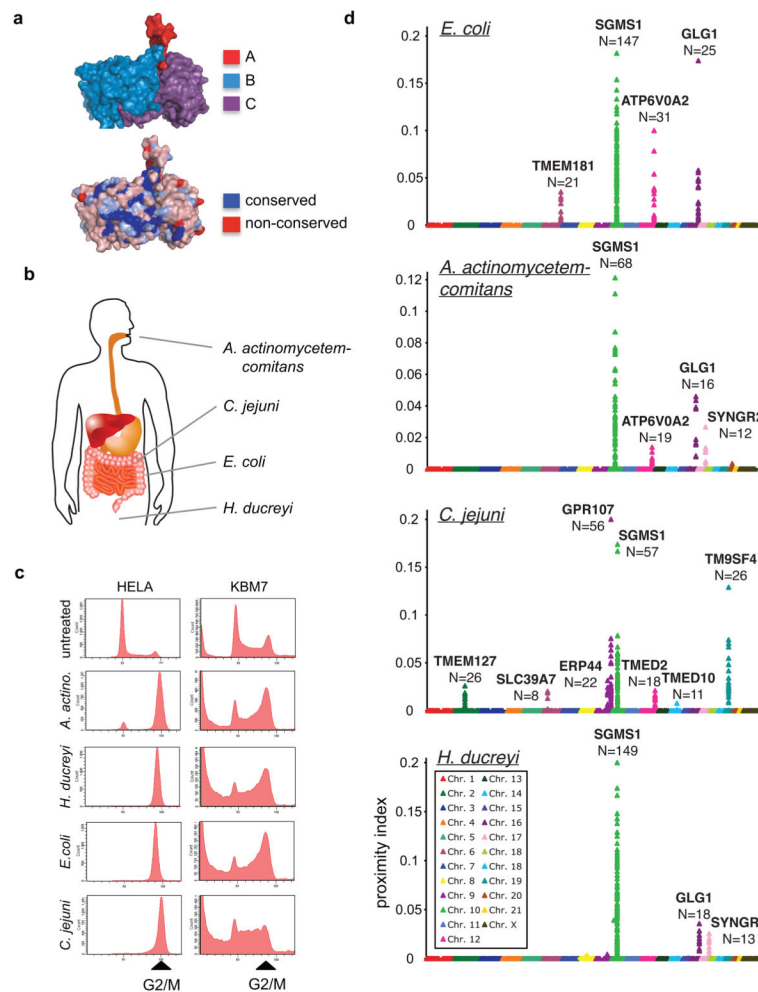 a
A
B
C
conserved
non-conserved
b
A. actinomycetem-
comitans
C. jejuni
E. coli
H. ducreyi
c
HELA
KBM7
untreated
A. actino.
H. ducreyi
E.coli
C. jejuni
Count
G2/M
G2/M
d
E. coli
0.2
0.15
0.1
0.05
0
TMEM181
N=21
SGMS1
N=147
ATP6V0A2
N=31
GLG1
N=25
A. actinomycetem-
comitans
0.12
0.1
0.08
0.06
0.04
0.02
0
SGMS1
N=68
ATP6V0A2
N=19
GLG1
N=16
SYNGR2
N=12
C. jejuni
0.2
0.15
0.1
0.05
0
TMEM127
N=26
SLC39A7
N=8
ERP44
N=22
GPR107
N=56
SGMS1
N=57
TMED2
N=18
TMED10
N=11
TM9SF4
N=26
H. ducreyi
proximity index
0.2
0.15
0.1
0.05
0
SGMS1
N=149
GLG1
N=18
SYNGR
N=13
Chr. 1
Chr. 2
Chr. 3
Chr. 4
Chr. 5
Chr. 6
Chr. 7
Chr. 8
Chr. 9
Chr. 10
Chr. 11
Chr. 12
Chr. 13
Chr. 14
Chr. 15
Chr. 16
Chr. 17
Chr. 18
Chr. 18
Chr. 19
Chr. 20
Chr. 21
Chr. X